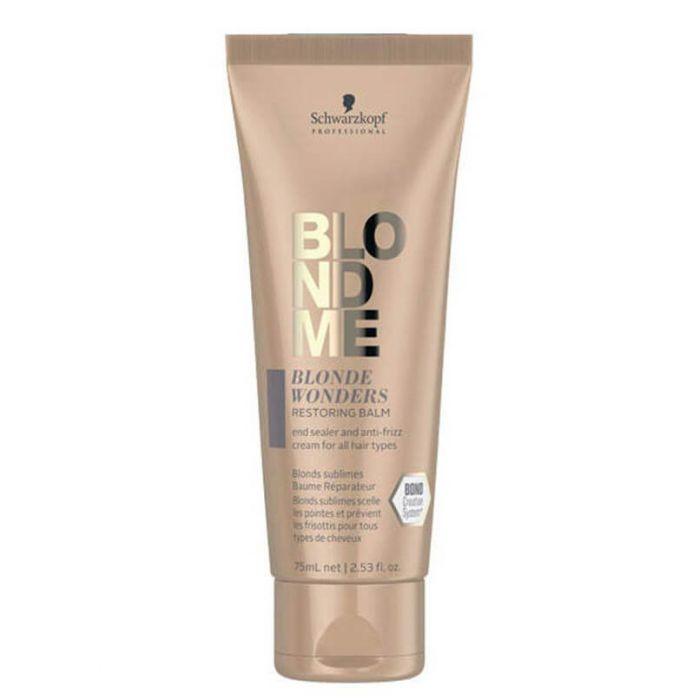 Schwarzkopf
PROFESSIONAL
BLO
ND
ME
BLONDE
WONDERS
RESTORING BALM
end sealer and anti-frizz
cream for all hair types
Blonds sublimes
Baume Réparateur
Blonds sublimes scelle
les pointes et prévient
les frisottis pour tous
types de cheveux
BOND
Creation
System+
75mL net | 2.53 fl. oz.